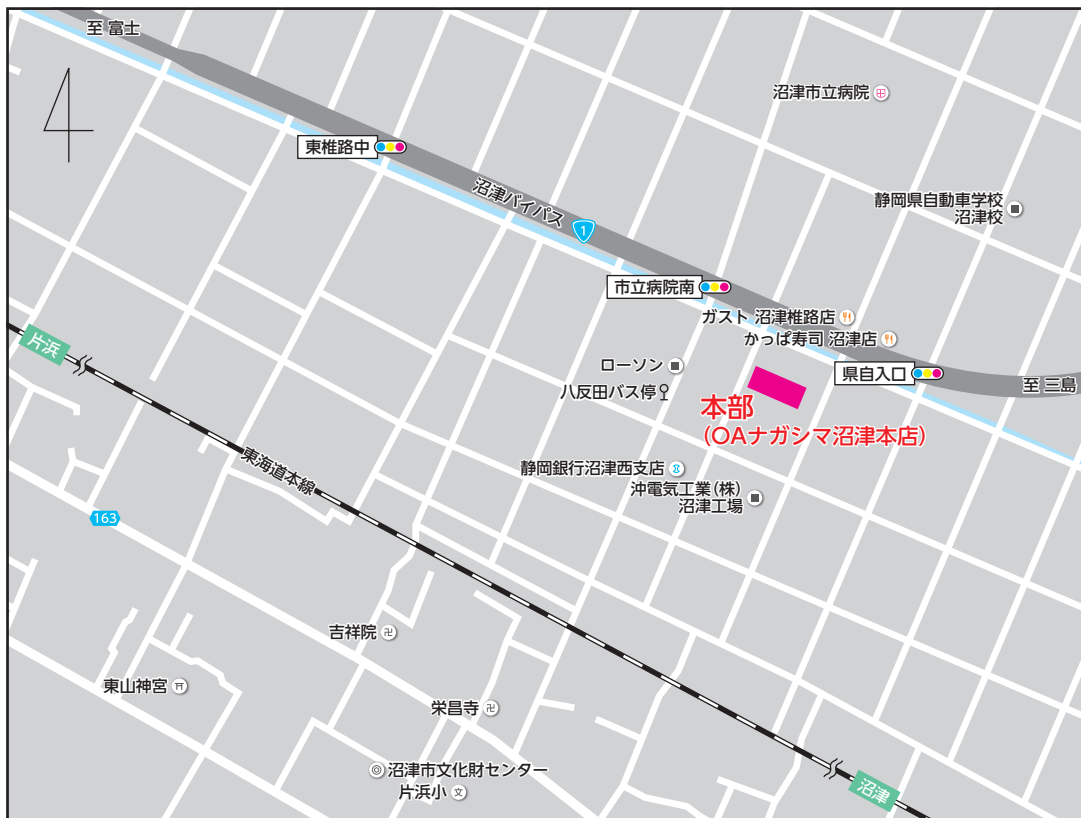 至 富士
沼津市立病院
東椎路中
沼津バイパス
1
静岡県自動車学校
沼津校
市立病院南
ガスト 沼津椎路店
かっぱ寿司 沼津店
片浜
ローソン
県自入口
至 三島
八反田バス停
本部
(OAナガシマ沼津本店)
東海道本線
静岡銀行沼津西支店
沖電気工業(株)
沼津工場
163
吉祥院
東山神宮
栄昌寺
沼津市文化財センター
片浜小
文
沼津